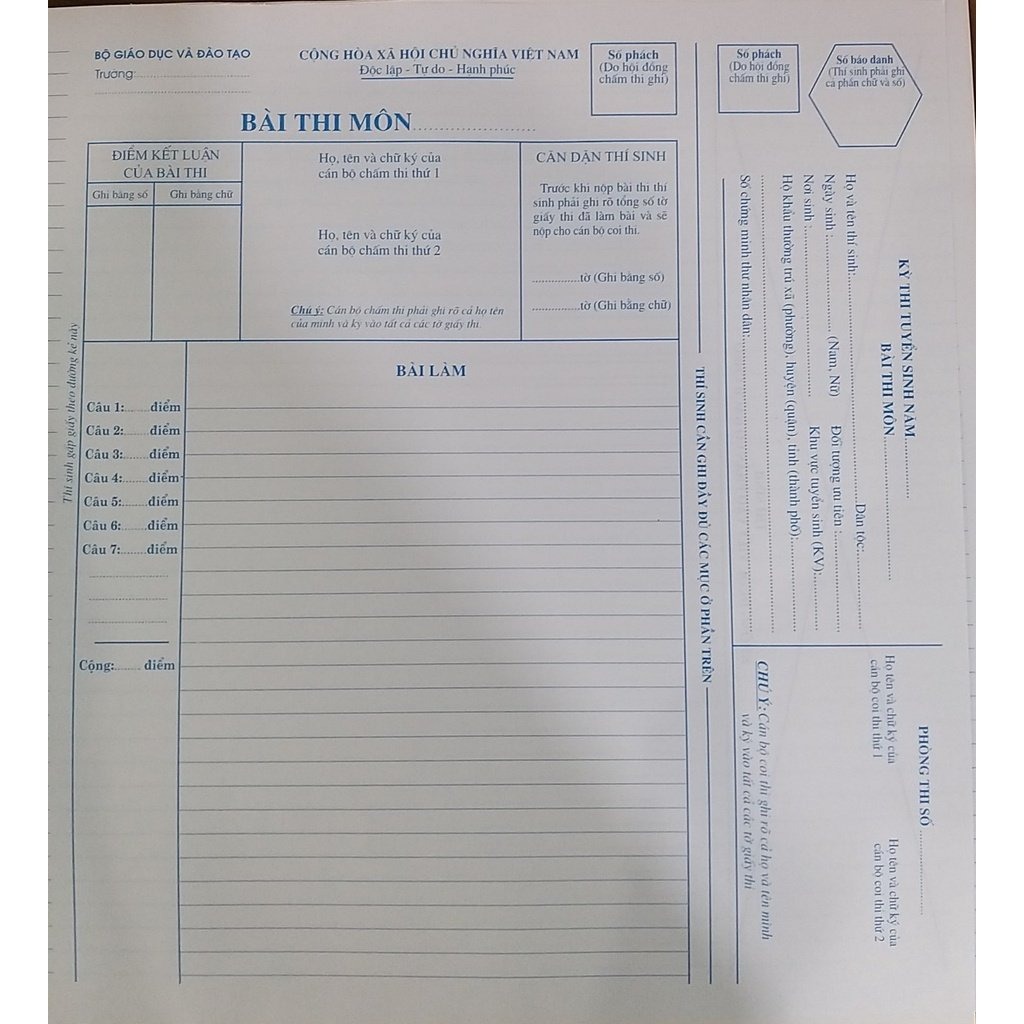 BỘ GIÁO DỤC VÀ ĐÀO TẠO
Trường:
CỘNG HÒA XÃ HỘI CHỦ NGHĨA VIỆT NAM
Độc lập - Tự do - Hạnh phúc
Số phách
(Do hội đồng
chấm thi ghi)
BÀI THI MÔN
ĐIỂM KẾT LUẬN
CỦA BÀI THI
Ghi bằng số
Ghi bằng chữ
Họ, tên và chữ ký của
cán bộ chấm thi thứ 1
Họ, tên và chữ ký của
cán bộ chấm thi thứ 2
Chú ý: Cán bộ chấm thi phải ghi rõ cả họ tên
của mình và ký vào tất cả các tờ giấy thi.
CĂN DẶN THÍ SINH
Trước khi nộp bài thi thí
sinh phải ghi rõ tổng số tờ
giấy thi đã làm bài và sẽ
nộp cho cán bộ coi thi.
tờ (Ghi bằng số)
tờ (Ghi bằng chữ)
Thí sinh gấp giấy theo đường kẻ này
BÀI LÀM
Câu 1:........điểm
Câu 2:........điểm
Câu 3:........điểm
Câu 4:........điểm
Câu 5:........điểm
Câu 6:........điểm
Câu 7:........điểm
Cộng:........ điểm
THÍ SINH CẦN GHI ĐẦY ĐỦ CÁC MỤC Ở PHẦN TRÊN
Số phách
(Do hội đồng
chấm thi ghi)
Số báo danh
(Thí sinh phải ghi
cả phần chữ và số)
KỲ THI TUYỂN SINH NĂM
BÀI THI MÔN
Họ và tên thí sinh: Dân tộc:
Ngày sinh : (Nam, Nữ) Đối tượng ưu tiên :
Nơi sinh : Khu vực tuyển sinh (KV):
Hộ khẩu thường trú xã (phường), huyện (quận), tỉnh (thành phố):
Số chứng minh thư nhân dân:
PHÒNG THI SỐ
Họ tên và chữ ký của
cán bộ coi thi thứ 1
Họ tên và chữ ký của
cán bộ coi thi thứ 2
CHÚ Ý: Cán bộ coi thi ghi rõ cả họ và tên mình
và ký vào tất cả các tờ giấy thi